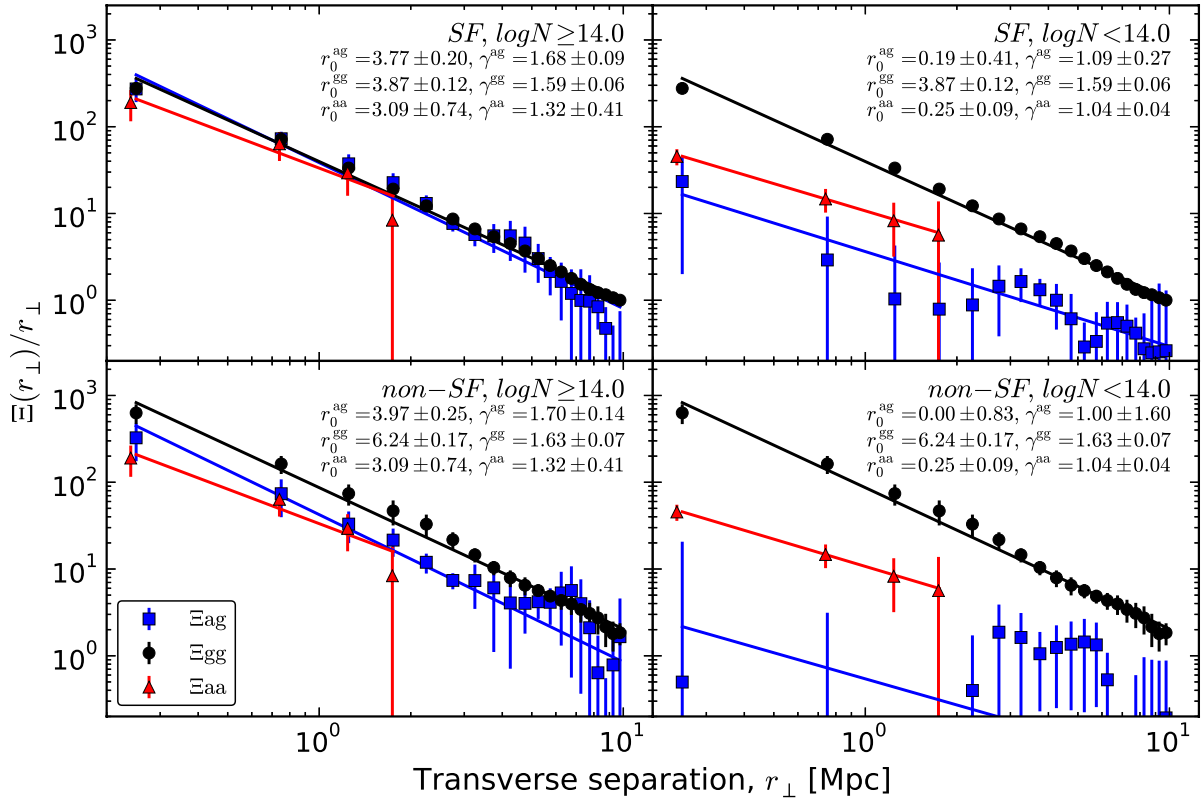 Ξ(r⊥)/r⊥
10³
10²
10¹
10⁰
SF, logN ≥14.0
r₀ᵃᵍ =3.77±0.20, γᵃᵍ =1.68±0.09
r₀ᵍᵍ =3.87±0.12, γᵍᵍ =1.59±0.06
r₀ᵃᵃ =3.09±0.74, γᵃᵃ =1.32±0.41
SF, logN <14.0
r₀ᵃᵍ =0.19±0.41, γᵃᵍ =1.09±0.27
r₀ᵍᵍ =3.87±0.12, γᵍᵍ =1.59±0.06
r₀ᵃᵃ =0.25±0.09, γᵃᵃ =1.04±0.04
10³
10²
10¹
10⁰
non−SF, logN ≥14.0
r₀ᵃᵍ =3.97±0.25, γᵃᵍ =1.70±0.14
r₀ᵍᵍ =6.24±0.17, γᵍᵍ =1.63±0.07
r₀ᵃᵃ =3.09±0.74, γᵃᵃ =1.32±0.41
Ξag
Ξgg
Ξaa
non−SF, logN <14.0
r₀ᵃᵍ =0.00±0.83, γᵃᵍ =1.00±1.60
r₀ᵍᵍ =6.24±0.17, γᵍᵍ =1.63±0.07
r₀ᵃᵃ =0.25±0.09, γᵃᵃ =1.04±0.04
10⁰ 10¹ 10⁰ 10¹
Transverse separation, r⊥ [Mpc]